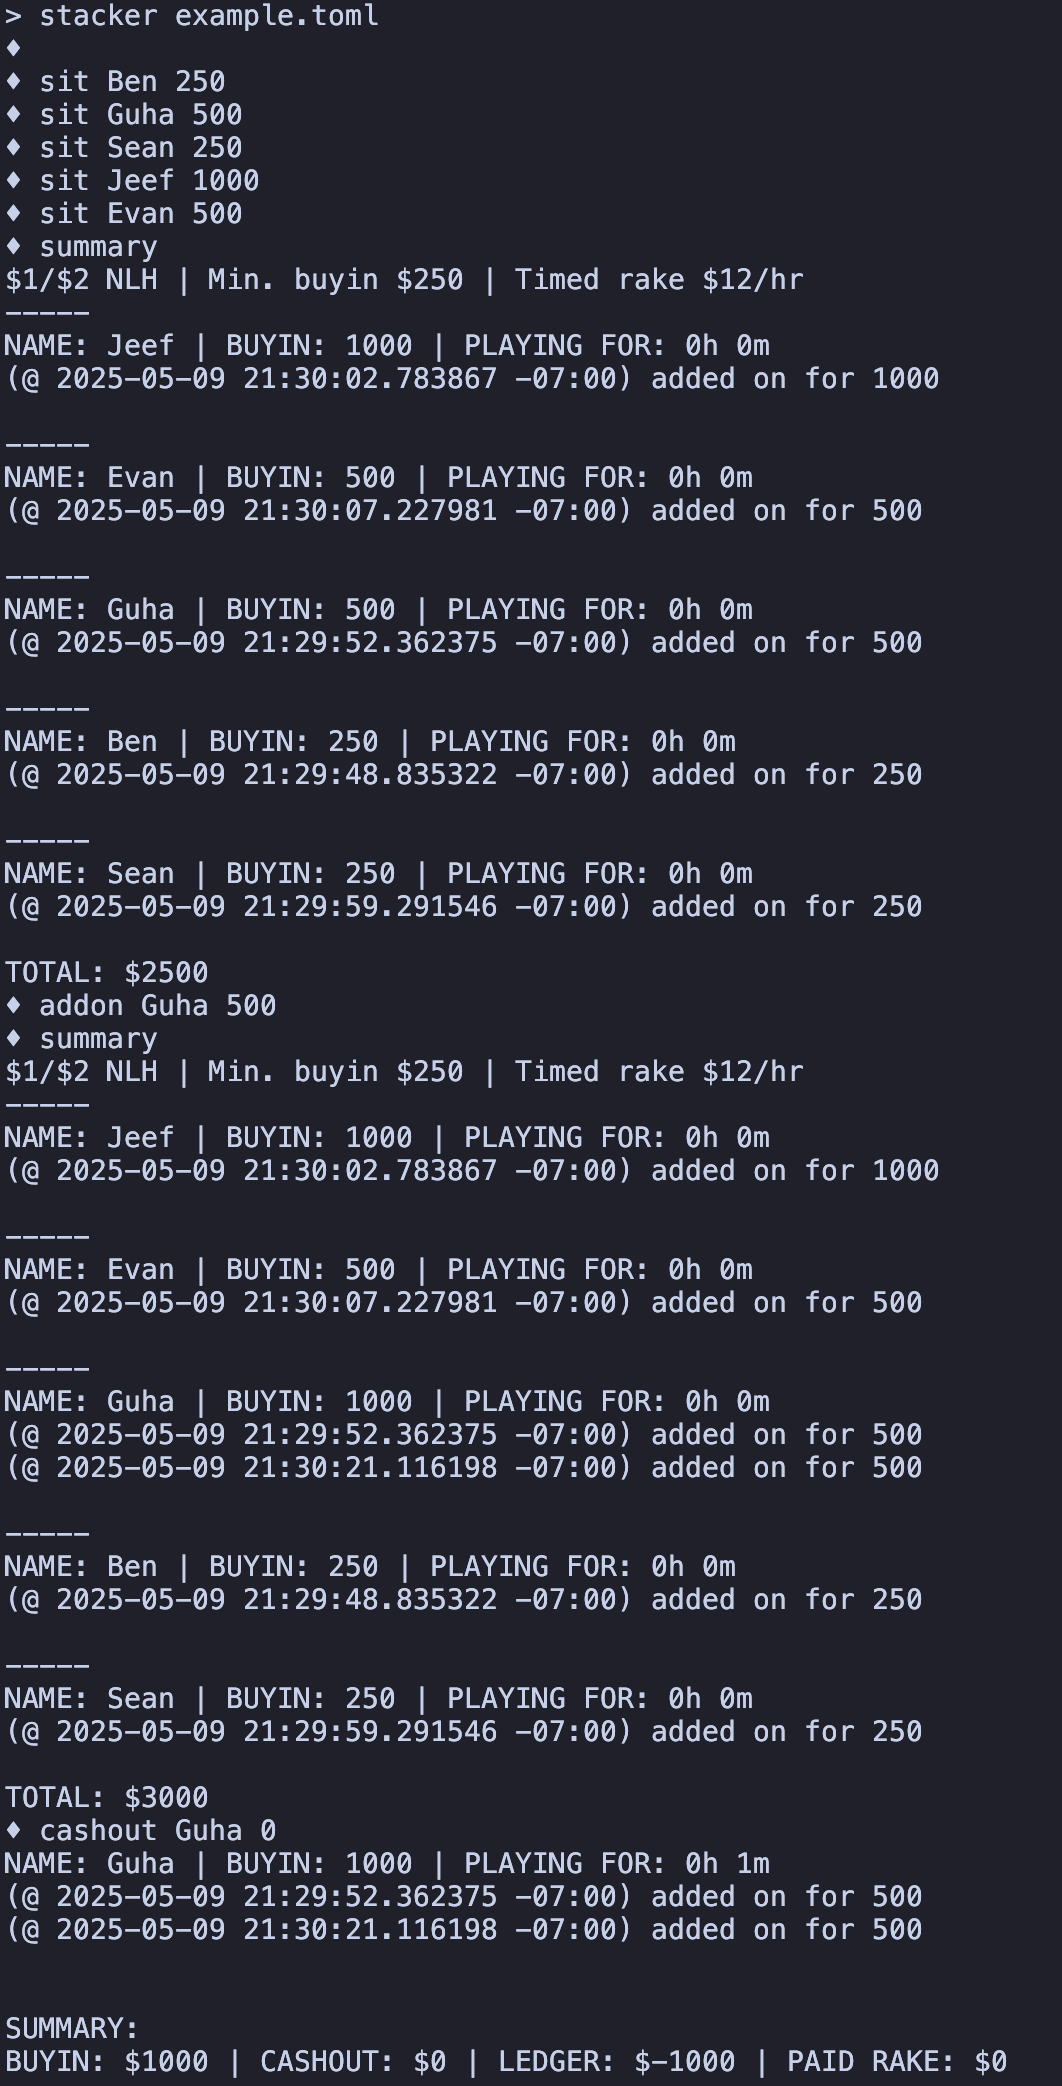 > stacker example.toml
♦
♦ sit Ben 250
♦ sit Guha 500
♦ sit Sean 250
♦ sit Jeef 1000
♦ sit Evan 500
♦ summary
$1/$2 NLH | Min. buyin $250 | Timed rake $12/hr
-----
NAME: Jeef | BUYIN: 1000 | PLAYING FOR: 0h 0m
(@ 2025-05-09 21:30:02.783867 -07:00) added on for 1000

-----
NAME: Evan | BUYIN: 500 | PLAYING FOR: 0h 0m
(@ 2025-05-09 21:30:07.227981 -07:00) added on for 500

-----
NAME: Guha | BUYIN: 500 | PLAYING FOR: 0h 0m
(@ 2025-05-09 21:29:52.362375 -07:00) added on for 500

-----
NAME: Ben | BUYIN: 250 | PLAYING FOR: 0h 0m
(@ 2025-05-09 21:29:48.835322 -07:00) added on for 250

-----
NAME: Sean | BUYIN: 250 | PLAYING FOR: 0h 0m
(@ 2025-05-09 21:29:59.291546 -07:00) added on for 250

TOTAL: $2500
♦ addon Guha 500
♦ summary
$1/$2 NLH | Min. buyin $250 | Timed rake $12/hr
-----
NAME: Jeef | BUYIN: 1000 | PLAYING FOR: 0h 0m
(@ 2025-05-09 21:30:02.783867 -07:00) added on for 1000

-----
NAME: Evan | BUYIN: 500 | PLAYING FOR: 0h 0m
(@ 2025-05-09 21:30:07.227981 -07:00) added on for 500

-----
NAME: Guha | BUYIN: 1000 | PLAYING FOR: 0h 0m
(@ 2025-05-09 21:29:52.362375 -07:00) added on for 500
(@ 2025-05-09 21:30:21.116198 -07:00) added on for 500

-----
NAME: Ben | BUYIN: 250 | PLAYING FOR: 0h 0m
(@ 2025-05-09 21:29:48.835322 -07:00) added on for 250

-----
NAME: Sean | BUYIN: 250 | PLAYING FOR: 0h 0m
(@ 2025-05-09 21:29:59.291546 -07:00) added on for 250

TOTAL: $3000
♦ cashout Guha 0
NAME: Guha | BUYIN: 1000 | PLAYING FOR: 0h 1m
(@ 2025-05-09 21:29:52.362375 -07:00) added on for 500
(@ 2025-05-09 21:30:21.116198 -07:00) added on for 500

SUMMARY:
BUYIN: $1000 | CASHOUT: $0 | LEDGER: $-1000 | PAID RAKE: $0